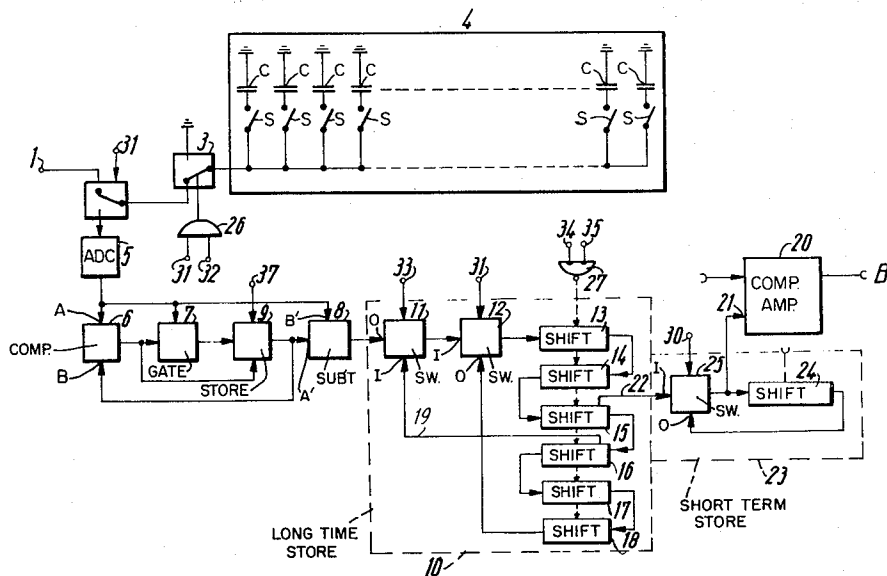 4
C C C C C C
S S S S S S
1
31
3
26
31 32
ADC 5
37
33
31
34 35
27
20
COMP. AMP.
B
21
A 6
COMP.
B
7
GATE
9
STORE
B' 8
A'
SUBT
O 11
I
SW.
I 12
O
SW.
SHIFT 13
SHIFT 14
SHIFT 15
SHIFT 16
SHIFT 17
SHIFT 18
19
22
30
I 25
O
SW.
SHIFT 24
23
SHORT TERM STORE
LONG TIME STORE
10